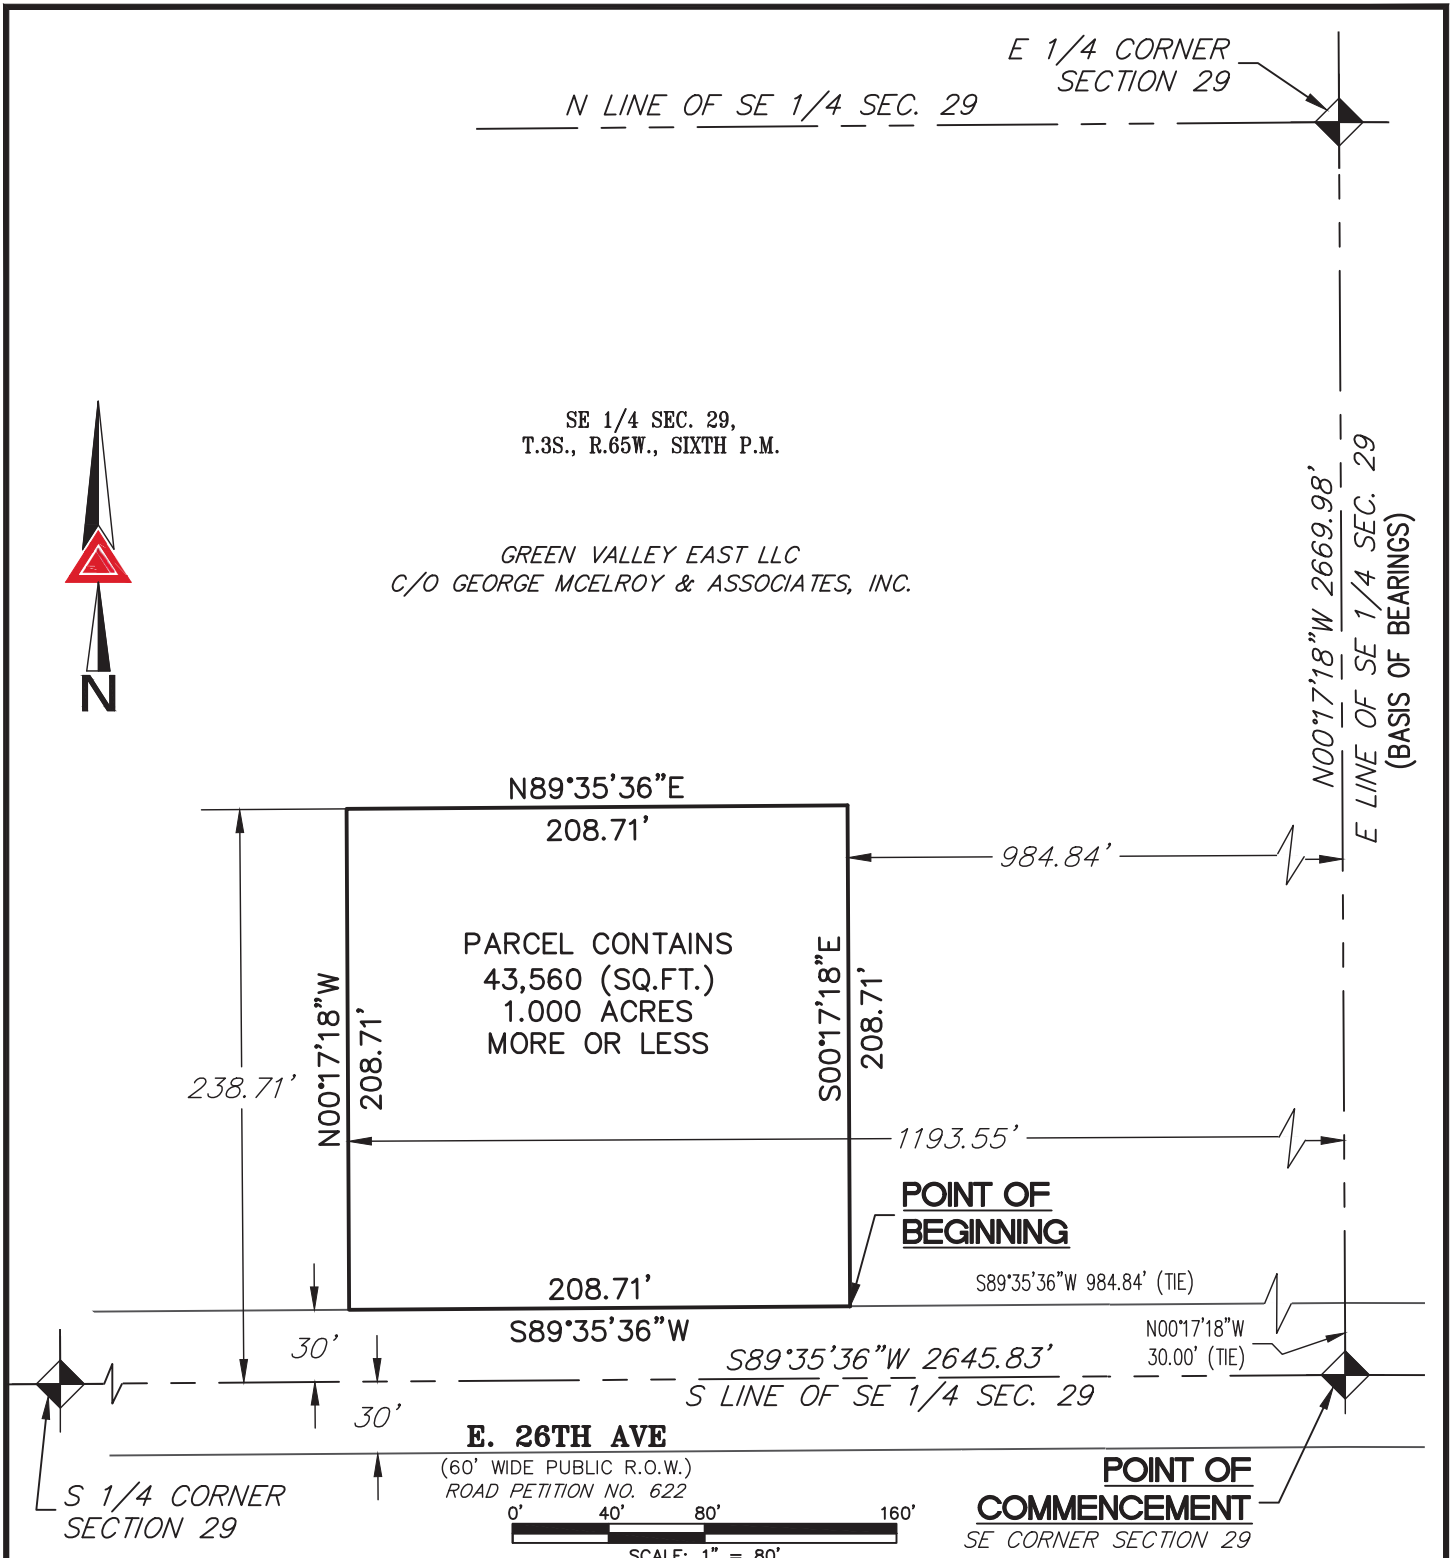 E 1/4 CORNER
SECTION 29
N LINE OF SE 1/4 SEC. 29
SE 1/4 SEC. 29,
T.3S., R.65W., SIXTH P.M.
GREEN VALLEY EAST LLC
C/O GEORGE MCELROY & ASSOCIATES, INC.
N
N00°17'18"W 2669.98'
E LINE OF SE 1/4 SEC. 29
(BASIS OF BEARINGS)
N89°35'36"E
208.71'
984.84'
PARCEL CONTAINS
43,560 (SQ.FT.)
1.000 ACRES
MORE OR LESS
N00°17'18"W
208.71'
S00°17'18"E
208.71'
238.71'
1193.55'
POINT OF
BEGINNING
208.71'
S89°35'36"W
S89°35'36"W 984.84' (TIE)
N00°17'18"W
30.00' (TIE)
30'
S89°35'36"W 2645.83'
S LINE OF SE 1/4 SEC. 29
30'
E. 26TH AVE
(60' WIDE PUBLIC R.O.W.)
ROAD PETITION NO. 622
S 1/4 CORNER
SECTION 29
POINT OF
COMMENCEMENT
SE CORNER SECTION 29
0' 40' 80' 160'
SCALE: 1" = 80'